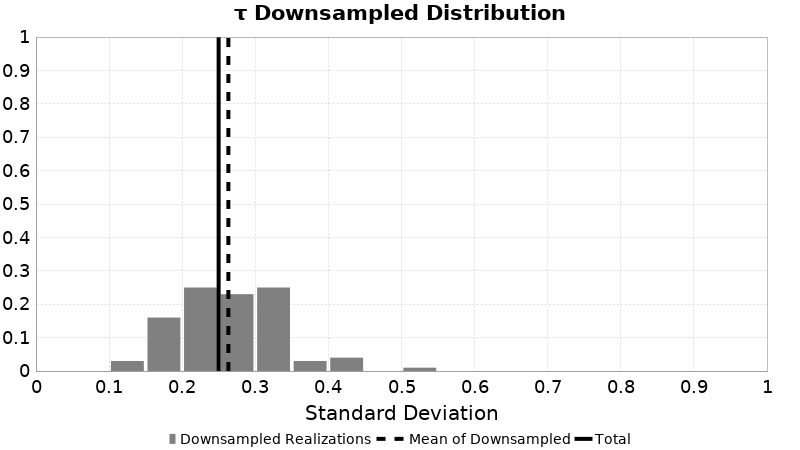 τ Downsampled Distribution
1
0.9
0.8
0.7
0.6
0.5
0.4
0.3
0.2
0.1
0
0 0.1 0.2 0.3 0.4 0.5 0.6 0.7 0.8 0.9 1
Standard Deviation
Downsampled Realizations Mean of Downsampled Total